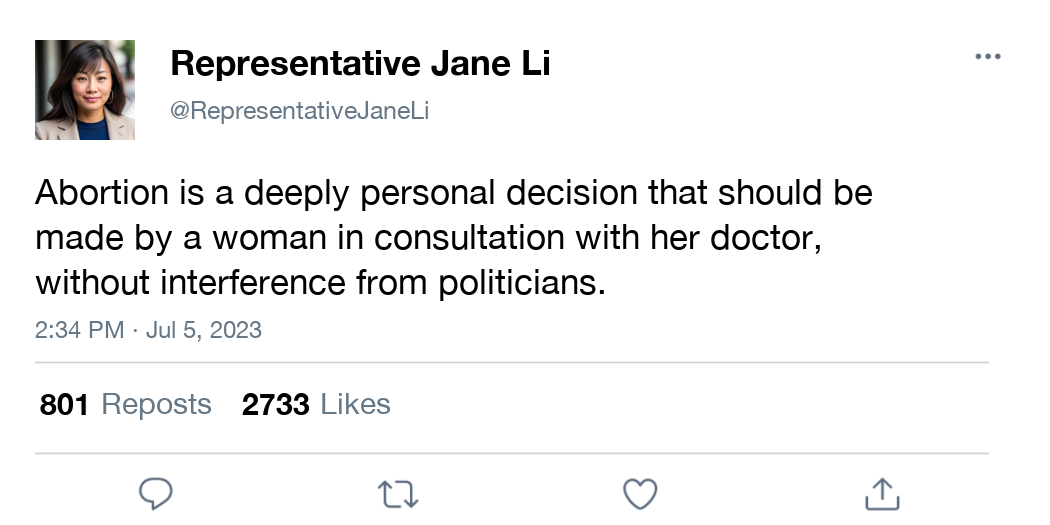 Representative Jane Li
@RepresentativeJaneLi
Abortion is a deeply personal decision that should be
made by a woman in consultation with her doctor,
without interference from politicians.
2:34 PM · Jul 5, 2023
801 Reposts 2733 Likes